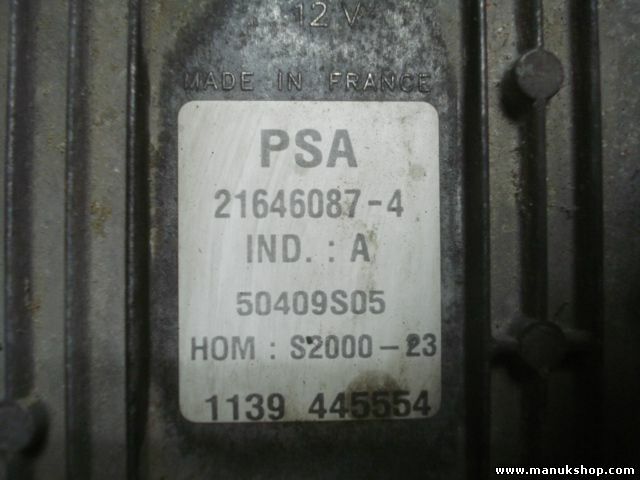 12 V
MADE IN FRANCE
PSA
21646087-4
IND. : A
50409S05
HOM : S2000-23
1139 445554
www.manukshop.com